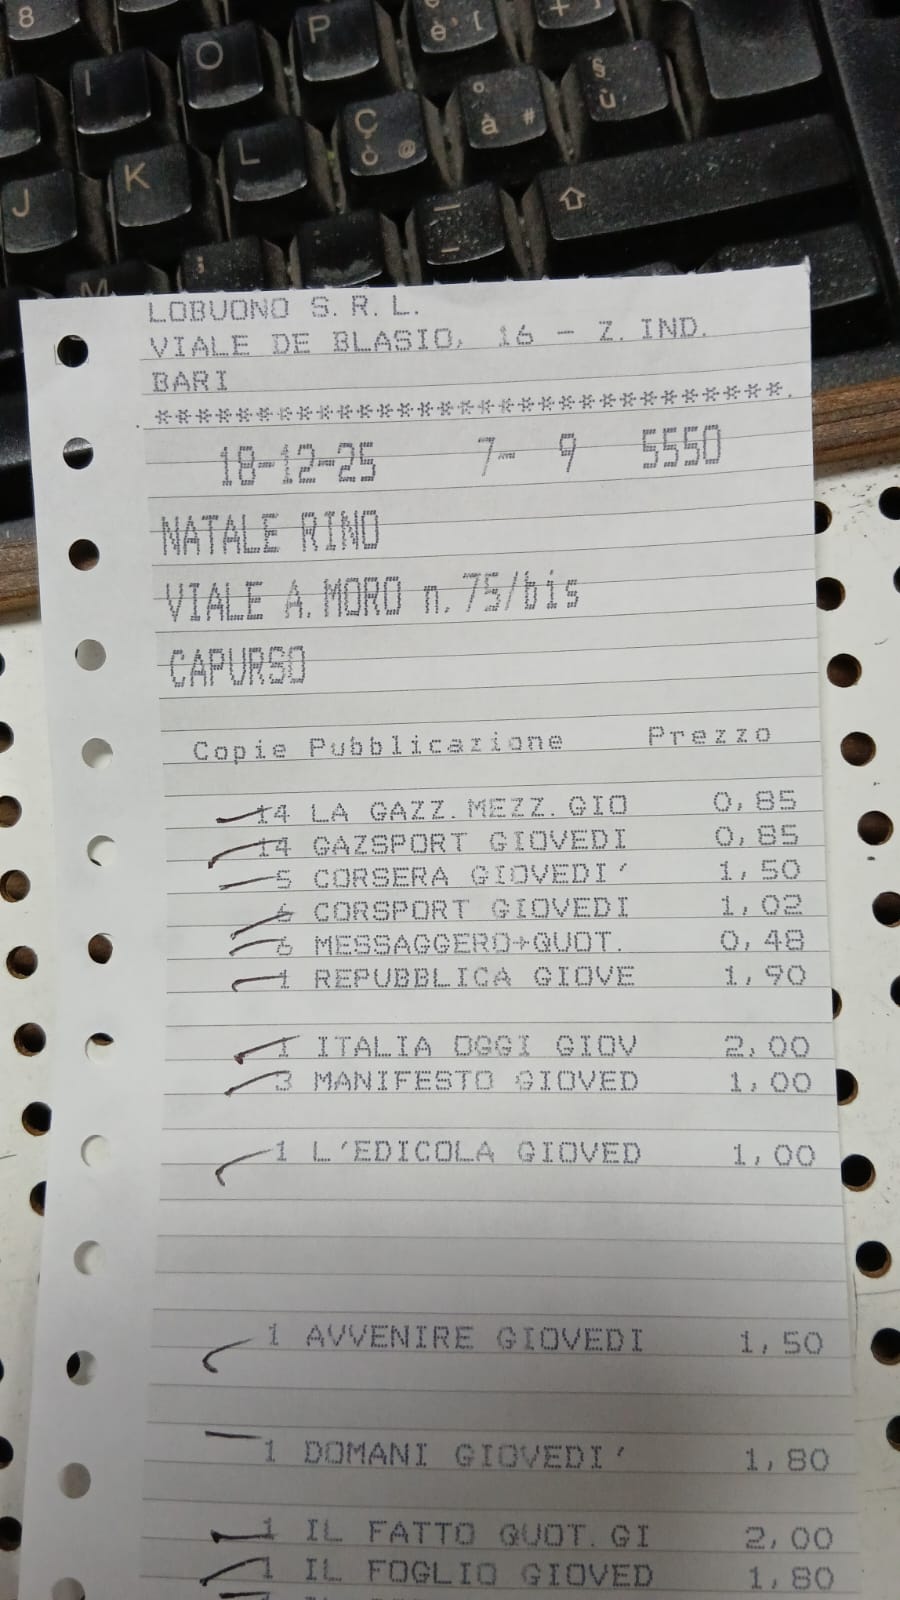 8
I O P è [ + ]
J K L ç ò @ ° à # § ù
M ; _ -
LOBUONO S.R.L.
VIALE DE BLASIO, 16 - Z.IND.
BARI
**************************************
18-12-25 7- 9 5550
NATALE RINO
VIALE A.MORO n.75/bis
CAPURSO
Copie Pubblicazione Prezzo
14 LA GAZZ.MEZZ.GIO 0,85
14 GAZSPORT GIOVEDI 0,85
5 CORSERA GIOVEDI' 1,50
6 CORSPORT GIOVEDI 1,02
6 MESSAGGERO+QUOT. 0,48
1 REPUBBLICA GIOVE 1,90
1 ITALIA OGGI GIOV 2,00
3 MANIFESTO GIOVED 1,00
1 L'EDICOLA GIOVED 1,00
1 AVVENIRE GIOVEDI 1,50
1 DOMANI GIOVEDI' 1,80
1 IL FATTO QUOT.GI 2,00
1 IL FOGLIO GIOVED 1,80